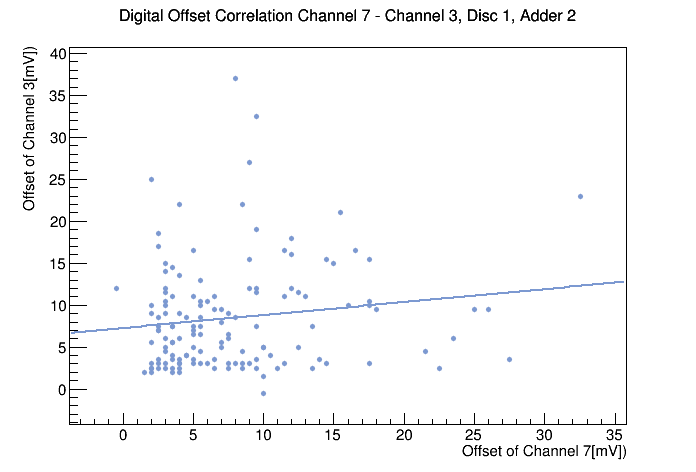 Digital Offset Correlation Channel 7 - Channel 3, Disc 1, Adder 2
Offset of Channel 3[mV])
40
35
30
25
20
15
10
5
0
0 5 10 15 20 25 30 35
Offset of Channel 7[mV])